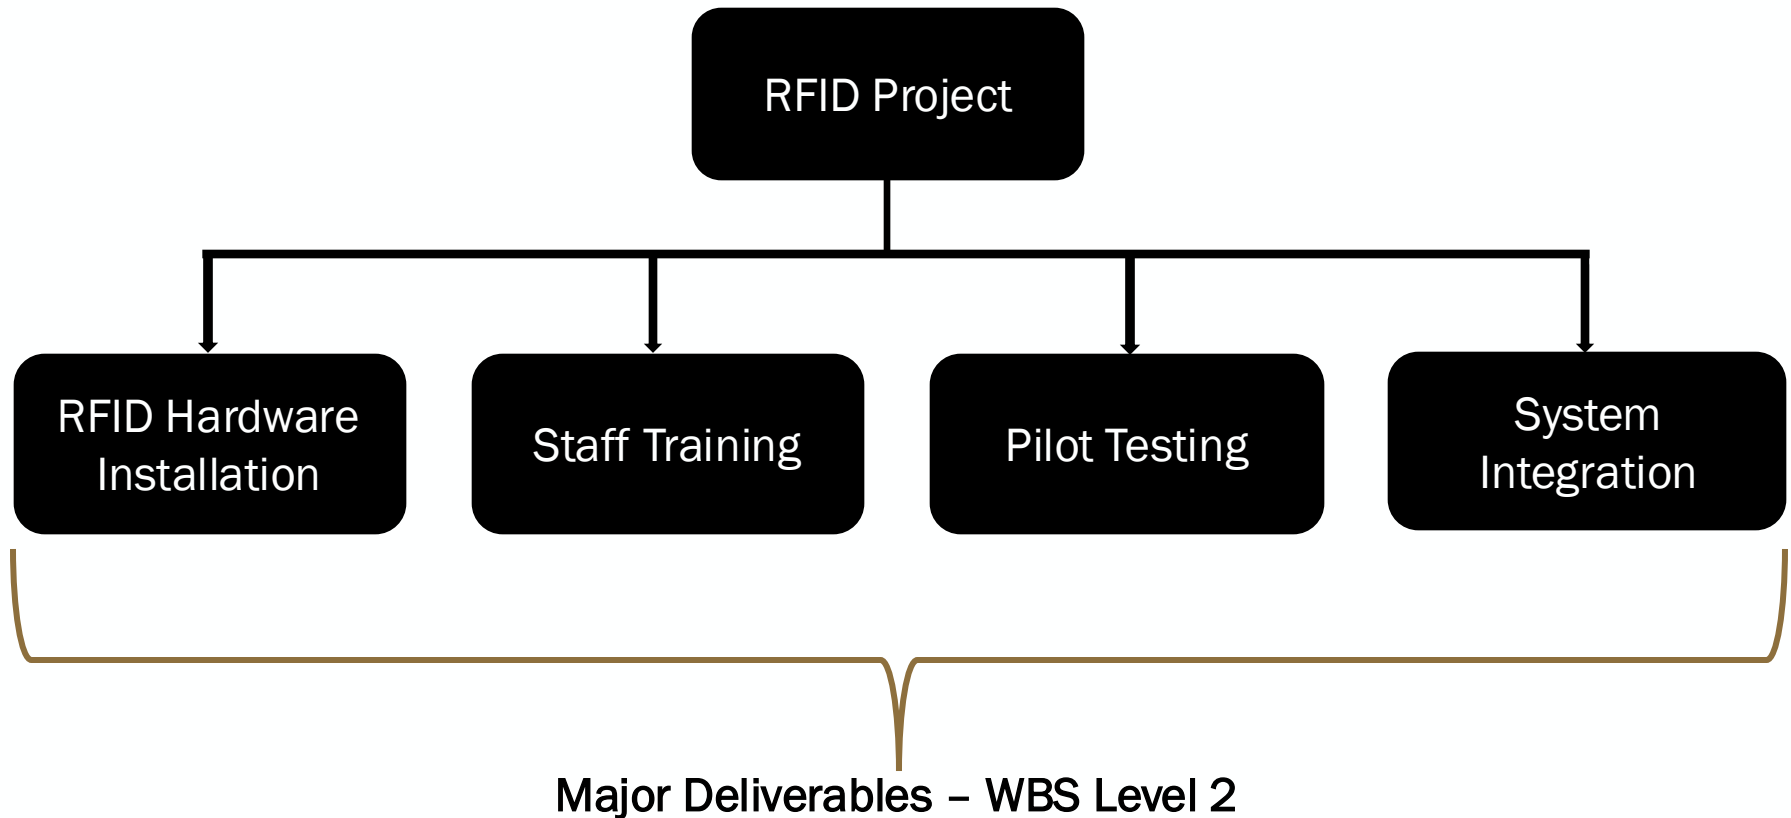 RFID Project
RFID Hardware
Installation
Staff Training
Pilot Testing
System
Integration
Major Deliverables – WBS Level 2